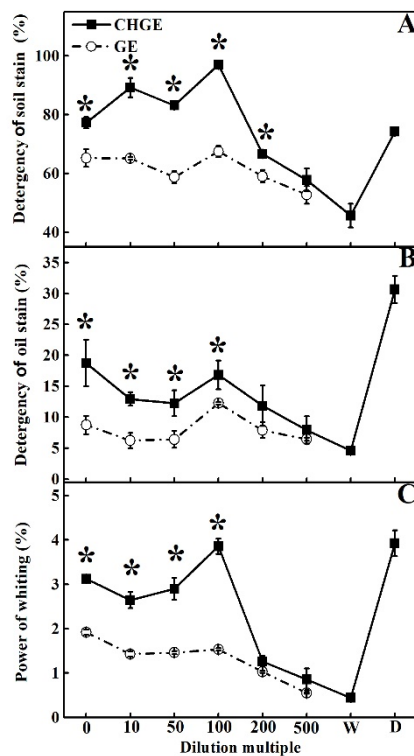 CHGE
GE
A
Detergency of soil stain (%)
100
80
60
40
B
Detergency of oil stain (%)
35
30
25
20
15
10
5
0
C
Power of whiting (%)
5
4
3
2
1
0
0 10 50 100 200 500 W D
Dilution multiple